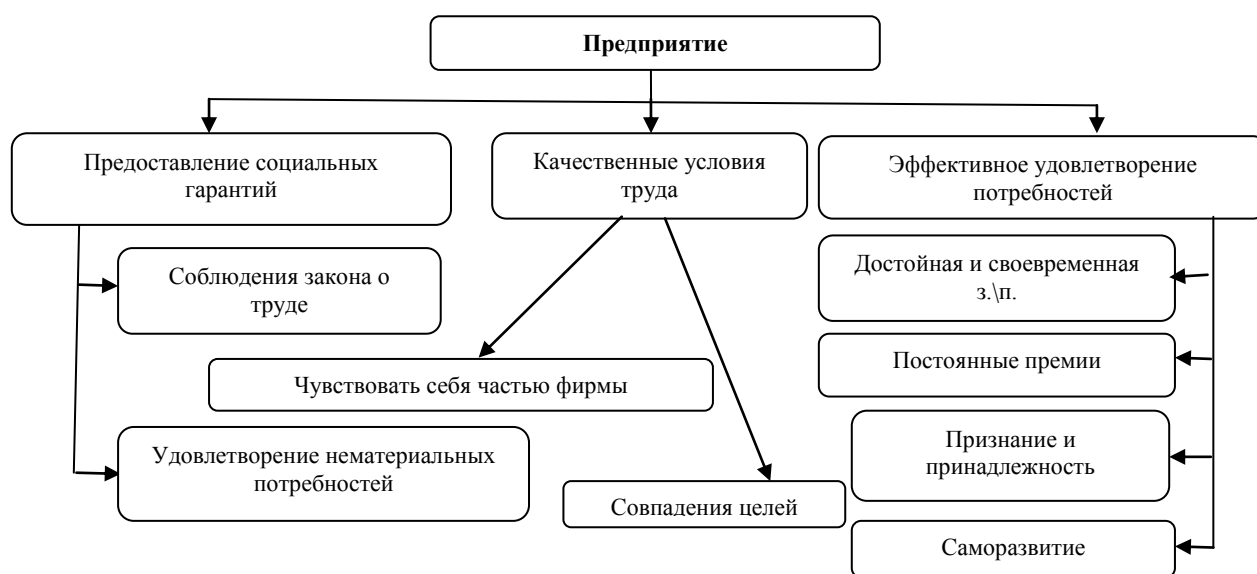 Предприятие
Предоставление социальных
гарантий
Качественные условия
труда
Эффективное удовлетворение
потребностей
Соблюдения закона о
труде
Достойная и своевременная
з.\п.
Чувствовать себя частью фирмы
Постоянные премии
Удовлетворение нематериальных
потребностей
Признание и
принадлежность
Совпадения целей
Саморазвитие